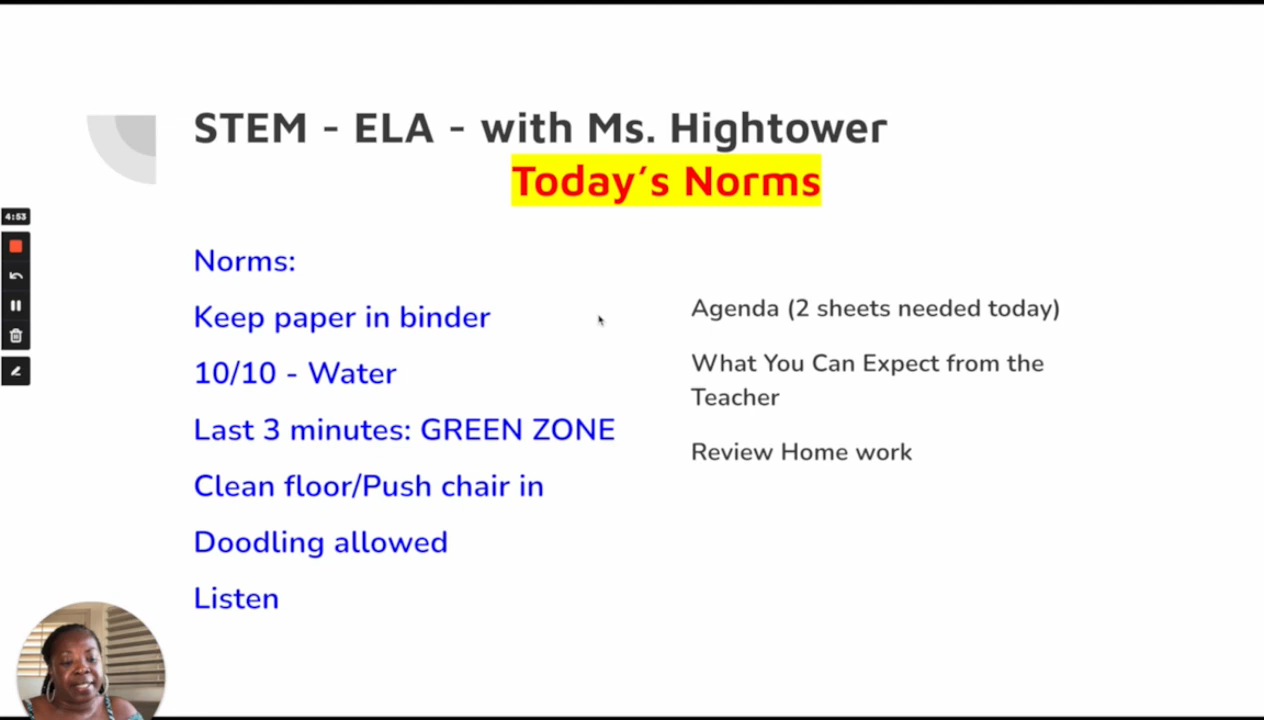 STEM - ELA - with Ms. Hightower
Today's Norms
4:53
Norms:
Keep paper in binder
10/10 - Water
Last 3 minutes: GREEN ZONE
Clean floor/Push chair in
Doodling allowed
Listen
Agenda (2 sheets needed today)
What You Can Expect from the
Teacher
Review Home work